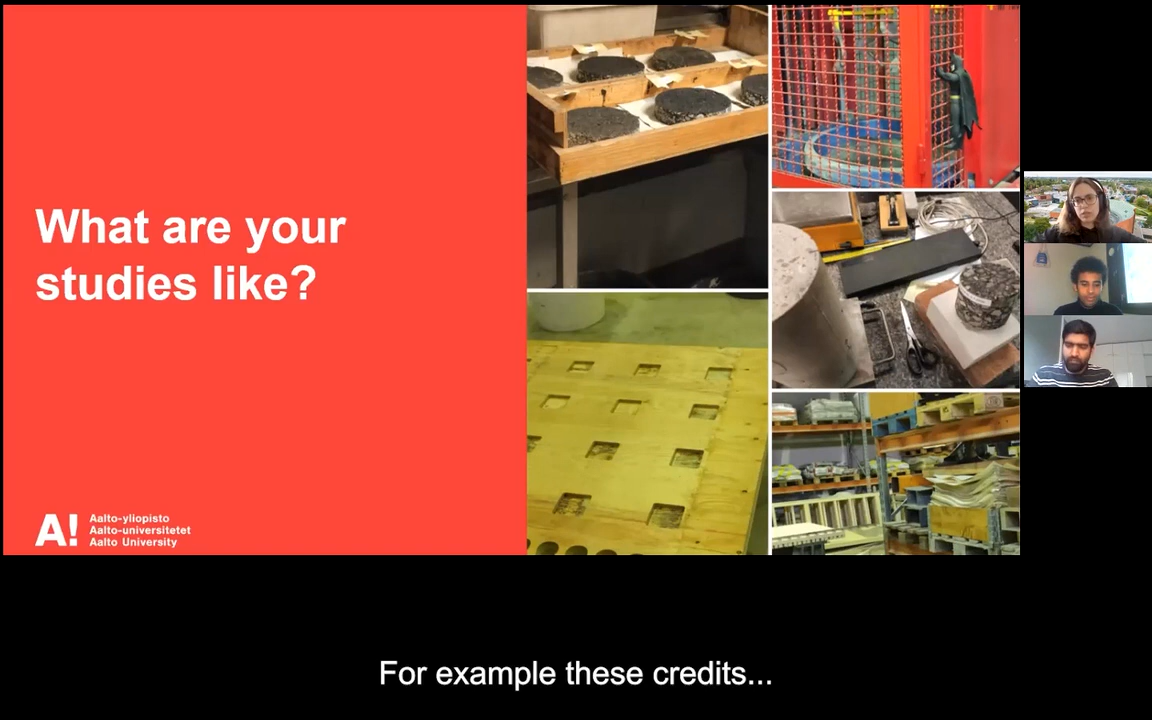 What are your
studies like?
A! Aalto-yliopisto
Aalto-universitetet
Aalto University
For example these credits...